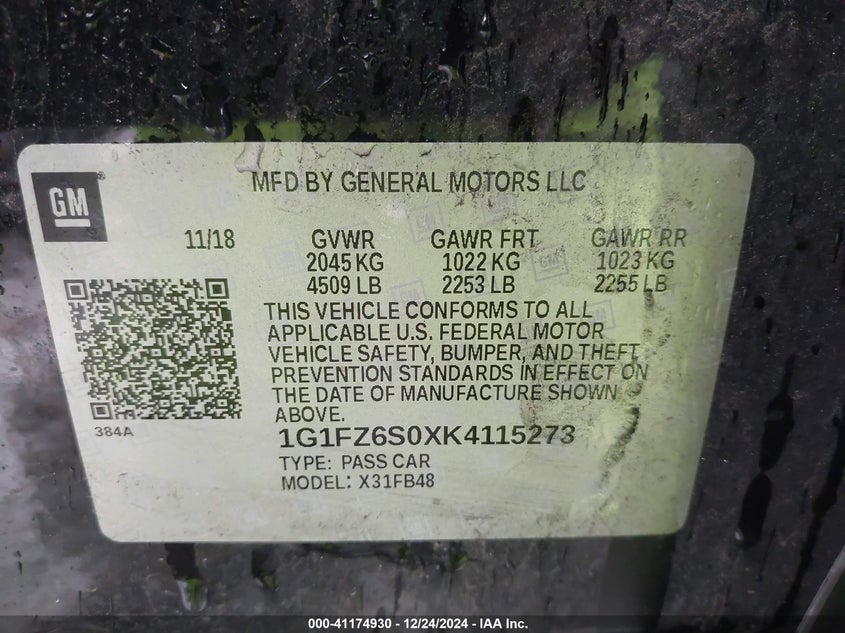 GM
MFD BY GENERAL MOTORS LLC
11/18 GVWR GAWR FRT GAWR RR
2045 KG 1022 KG 1023 KG
4509 LB 2253 LB 2255 LB
THIS VEHICLE CONFORMS TO ALL
APPLICABLE U.S. FEDERAL MOTOR
VEHICLE SAFETY, BUMPER, AND THEFT
PREVENTION STANDARDS IN EFFECT ON
THE DATE OF MANUFACTURE SHOWN
ABOVE.
384A
1G1FZ6S0XK4115273
TYPE: PASS CAR
MODEL: X31FB48
000-41174930 - 12/24/2024 - IAA Inc.